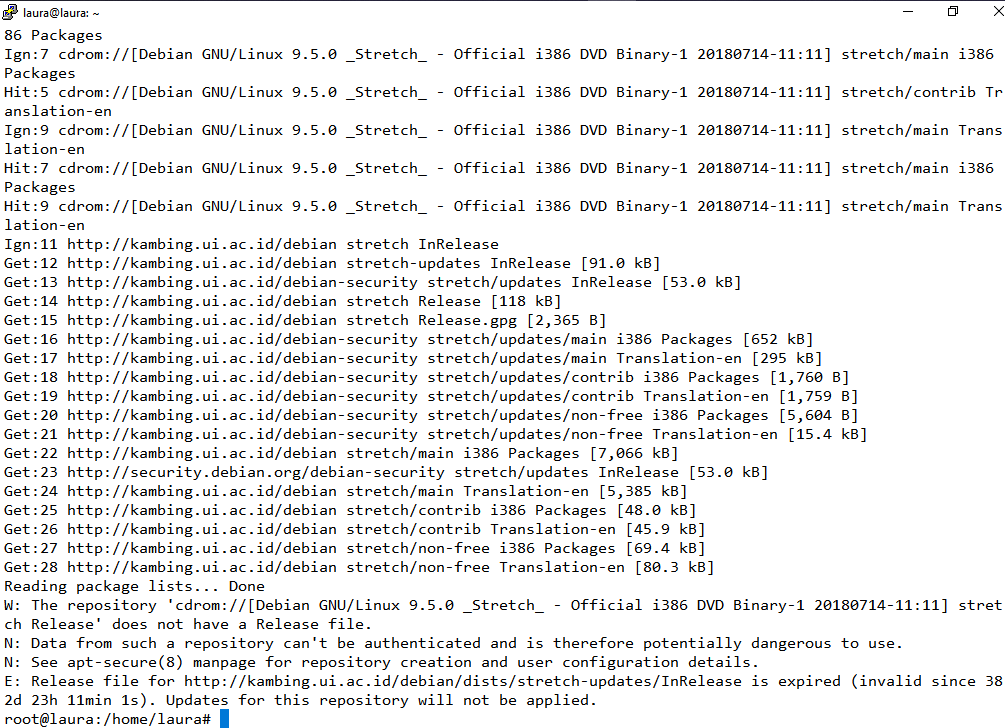 laura@laura: ~
86 Packages
Ign:7 cdrom://[Debian GNU/Linux 9.5.0 _Stretch_ - Official i386 DVD Binary-1 20180714-11:11] stretch/main i386
Packages
Hit:5 cdrom://[Debian GNU/Linux 9.5.0 _Stretch_ - Official i386 DVD Binary-1 20180714-11:11] stretch/contrib Tr
anslation-en
Ign:9 cdrom://[Debian GNU/Linux 9.5.0 _Stretch_ - Official i386 DVD Binary-1 20180714-11:11] stretch/main Trans
lation-en
Hit:7 cdrom://[Debian GNU/Linux 9.5.0 _Stretch_ - Official i386 DVD Binary-1 20180714-11:11] stretch/main i386
Packages
Hit:9 cdrom://[Debian GNU/Linux 9.5.0 _Stretch_ - Official i386 DVD Binary-1 20180714-11:11] stretch/main Trans
lation-en
Ign:11 http://kambing.ui.ac.id/debian stretch InRelease
Get:12 http://kambing.ui.ac.id/debian stretch-updates InRelease [91.0 kB]
Get:13 http://kambing.ui.ac.id/debian-security stretch/updates InRelease [53.0 kB]
Get:14 http://kambing.ui.ac.id/debian stretch Release [118 kB]
Get:15 http://kambing.ui.ac.id/debian stretch Release.gpg [2,365 B]
Get:16 http://kambing.ui.ac.id/debian-security stretch/updates/main i386 Packages [652 kB]
Get:17 http://kambing.ui.ac.id/debian-security stretch/updates/main Translation-en [295 kB]
Get:18 http://kambing.ui.ac.id/debian-security stretch/updates/contrib i386 Packages [1,760 B]
Get:19 http://kambing.ui.ac.id/debian-security stretch/updates/contrib Translation-en [1,759 B]
Get:20 http://kambing.ui.ac.id/debian-security stretch/updates/non-free i386 Packages [5,604 B]
Get:21 http://kambing.ui.ac.id/debian-security stretch/updates/non-free Translation-en [15.4 kB]
Get:22 http://kambing.ui.ac.id/debian stretch/main i386 Packages [7,066 kB]
Get:23 http://security.debian.org/debian-security stretch/updates InRelease [53.0 kB]
Get:24 http://kambing.ui.ac.id/debian stretch/main Translation-en [5,385 kB]
Get:25 http://kambing.ui.ac.id/debian stretch/contrib i386 Packages [48.0 kB]
Get:26 http://kambing.ui.ac.id/debian stretch/contrib Translation-en [45.9 kB]
Get:27 http://kambing.ui.ac.id/debian stretch/non-free i386 Packages [69.4 kB]
Get:28 http://kambing.ui.ac.id/debian stretch/non-free Translation-en [80.3 kB]
Reading package lists... Done
W: The repository 'cdrom://[Debian GNU/Linux 9.5.0 _Stretch_ - Official i386 DVD Binary-1 20180714-11:11] stret
ch Release' does not have a Release file.
N: Data from such a repository can't be authenticated and is therefore potentially dangerous to use.
N: See apt-secure(8) manpage for repository creation and user configuration details.
E: Release file for http://kambing.ui.ac.id/debian/dists/stretch-updates/InRelease is expired (invalid since 38
2d 23h 11min 1s). Updates for this repository will not be applied.
root@laura:/home/laura#